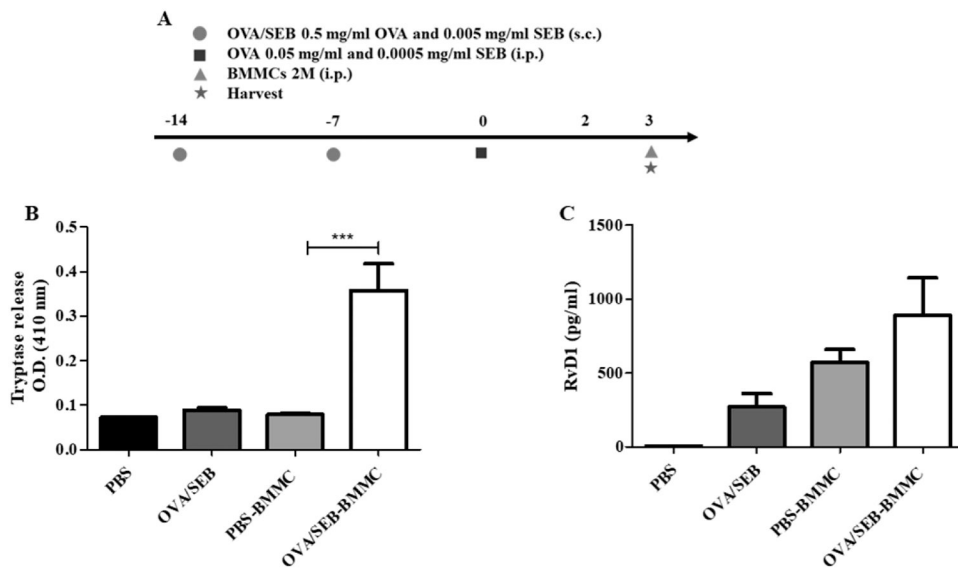 A
OVA/SEB 0.5 mg/ml OVA and 0.005 mg/ml SEB (s.c.)
OVA 0.05 mg/ml and 0.0005 mg/ml SEB (i.p.)
BMMCs 2M (i.p.)
Harvest
-14 -7 0 2 3
B
Tryptase release
O.D. (410 nm)
0.5
0.4
0.3
0.2
0.1
0.0
***
PBS
OVA/SEB
PBS-BMMC
OVA/SEB-BMMC
C
RvD1 (pg/ml)
1500
1000
500
0
PBS
OVA/SEB
PBS-BMMC
OVA/SEB-BMMC